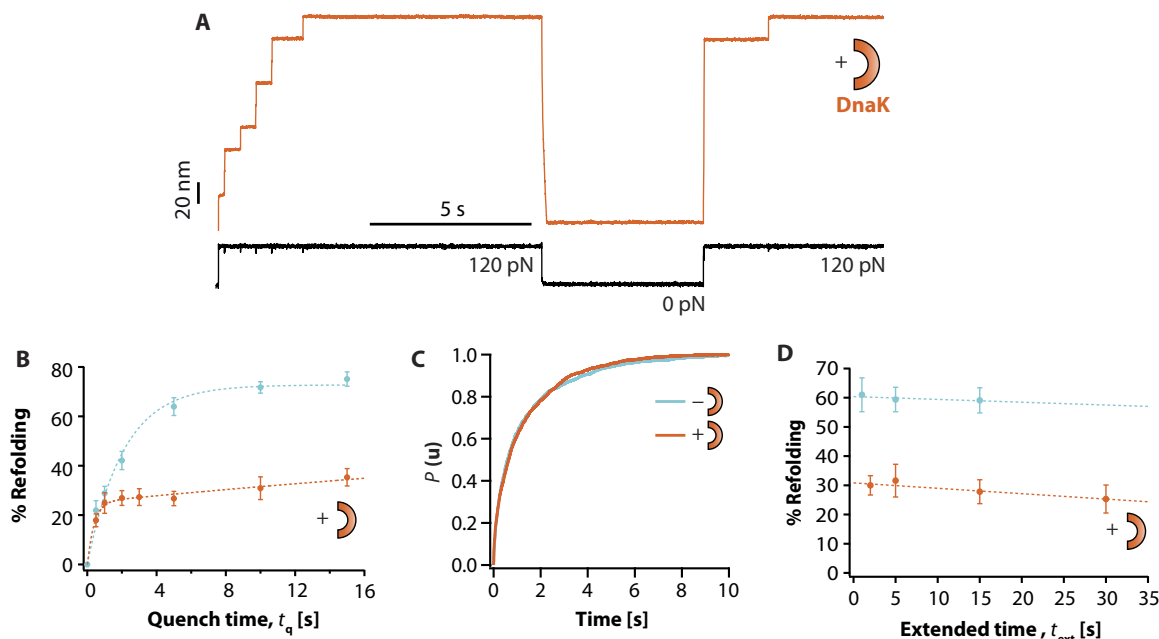 A
+
DnaK
20 nm
5 s
120 pN
0 pN
120 pN
B
% Refolding
80
60
40
20
0
0
4
8
12
16
+
Quench time, tq [s]
C
P (u)
1.0
0.8
0.6
0.4
0.2
0.0
0
2
4
6
8
10
−
+
Time [s]
D
% Refolding
70
60
50
40
30
20
10
0
0
5
10
15
20
25
30
35
+
Extended time, text [s]